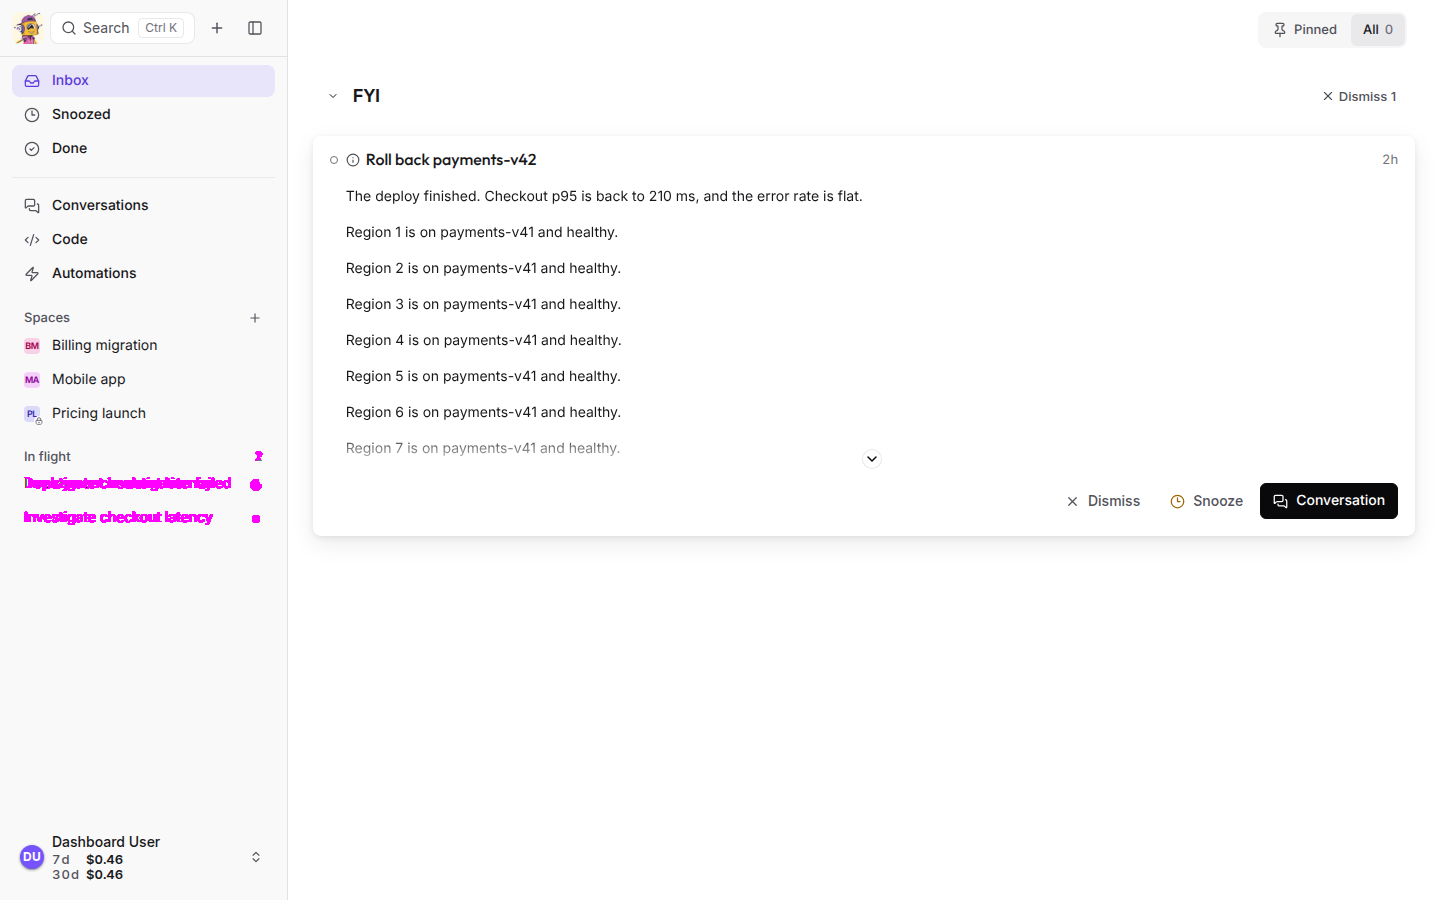 Search Ctrl K
Inbox
Snoozed
Done
Conversations
Code
Automations
Spaces
BM Billing migration
MA Mobile app
PL Pricing launch
In flight
Investigate checkout latency
DU Dashboard User
7d $0.46
30d $0.46
Pinned All 0
FYI Dismiss 1
Roll back payments-v42 2h
The deploy finished. Checkout p95 is back to 210 ms, and the error rate is flat.
Region 1 is on payments-v41 and healthy.
Region 2 is on payments-v41 and healthy.
Region 3 is on payments-v41 and healthy.
Region 4 is on payments-v41 and healthy.
Region 5 is on payments-v41 and healthy.
Region 6 is on payments-v41 and healthy.
Region 7 is on payments-v41 and healthy.
Dismiss Snooze Conversation